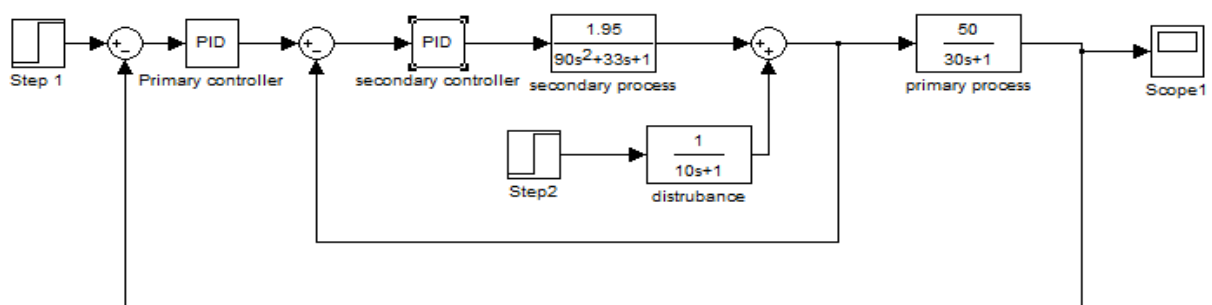 Step 1
+
−
PID
Primary controller
+
−
PID
secondary controller
1.95
90s²+33s+1
secondary process
+
+
50
30s+1
primary process
Scope1
Step2
1
10s+1
distrubance